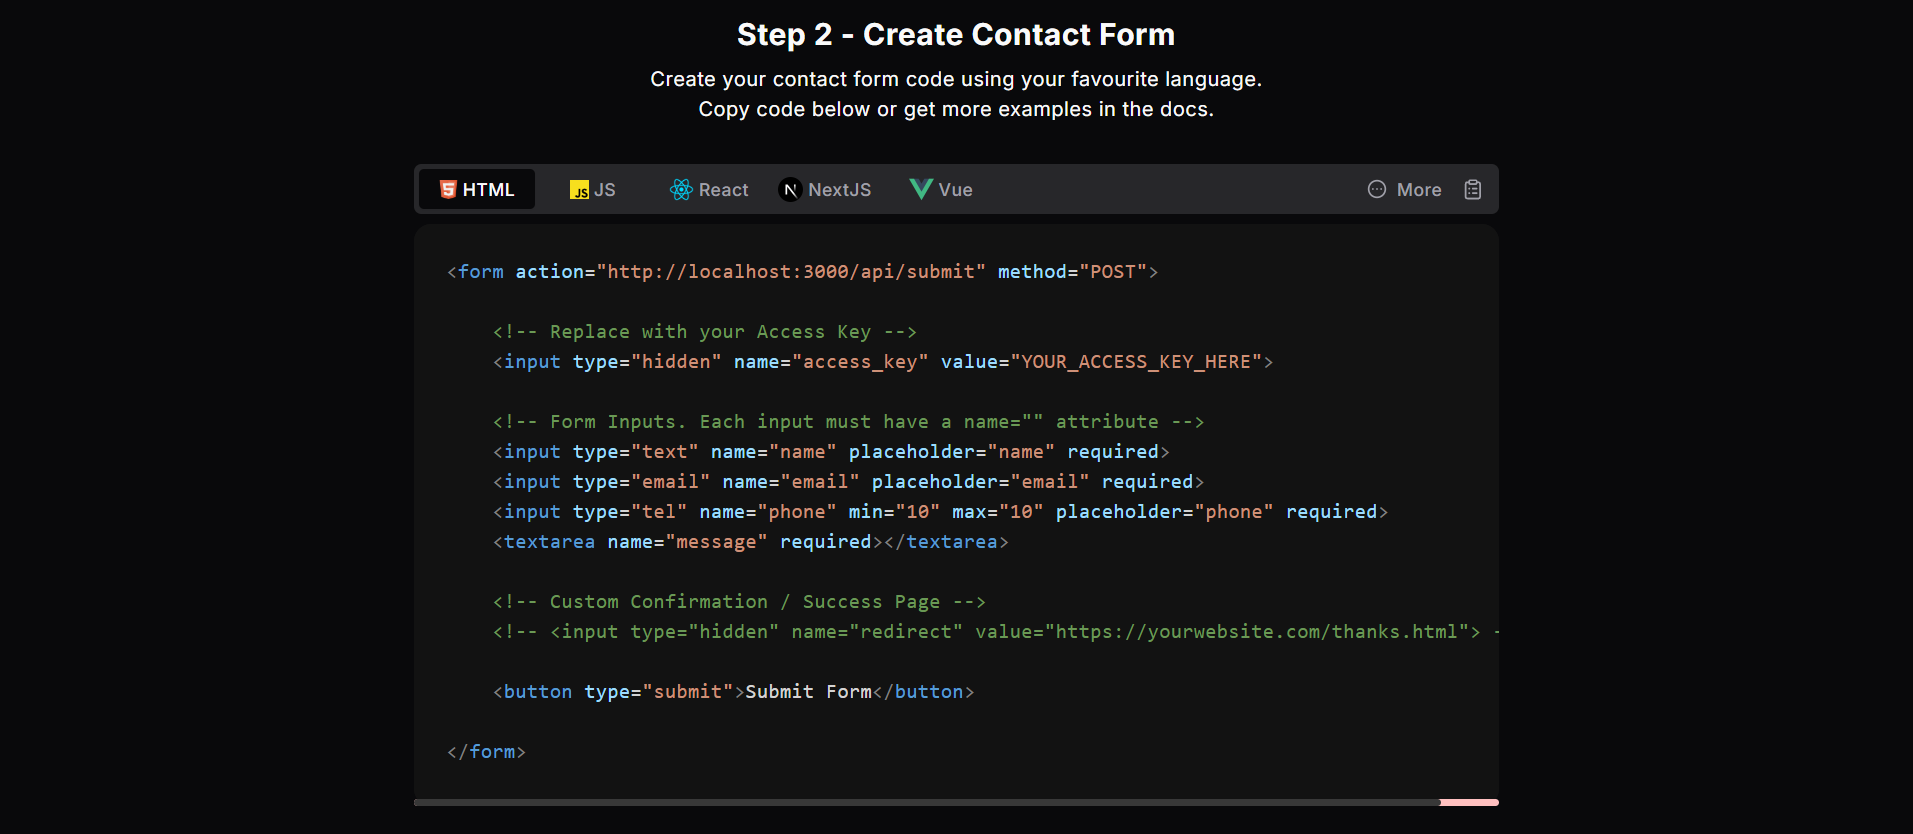 Step 2 - Create Contact Form
Create your contact form code using your favourite language.
Copy code below or get more examples in the docs.
HTML JS React NextJS Vue More
<form action="http://localhost:3000/api/submit" method="POST">
<!-- Replace with your Access Key -->
<input type="hidden" name="access_key" value="YOUR_ACCESS_KEY_HERE">
<!-- Form Inputs. Each input must have a name="" attribute -->
<input type="text" name="name" placeholder="name" required>
<input type="email" name="email" placeholder="email" required>
<input type="tel" name="phone" min="10" max="10" placeholder="phone" required>
<textarea name="message" required></textarea>
<!-- Custom Confirmation / Success Page -->
<!-- <input type="hidden" name="redirect" value="https://yourwebsite.com/thanks.html"> -
<button type="submit">Submit Form</button>
</form>